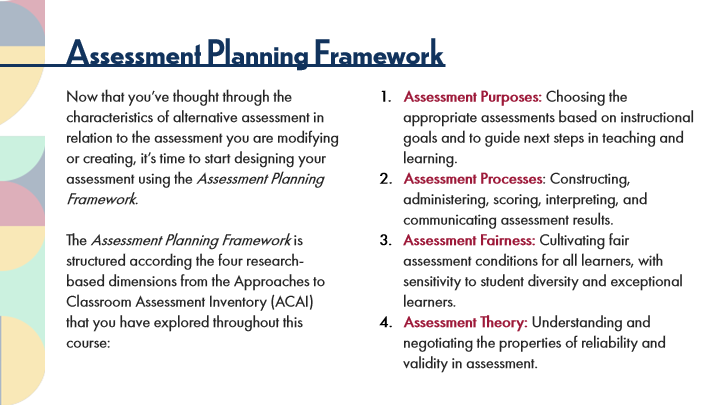 Assessment Planning Framework
Now that you've thought through the
characteristics of alternative assessment in
relation to the assessment you are modifying
or creating, it's time to start designing your
assessment using the Assessment Planning
Framework.
The Assessment Planning Framework is
structured according the four research-
based dimensions from the Approaches to
Classroom Assessment Inventory (ACAI)
that you have explored throughout this
course:
1. Assessment Purposes: Choosing the
appropriate assessments based on instructional
goals and to guide next steps in teaching and
learning.
2. Assessment Processes: Constructing,
administering, scoring, interpreting, and
communicating assessment results.
3. Assessment Fairness: Cultivating fair
assessment conditions for all learners, with
sensitivity to student diversity and exceptional
learners.
4. Assessment Theory: Understanding and
negotiating the properties of reliability and
validity in assessment.